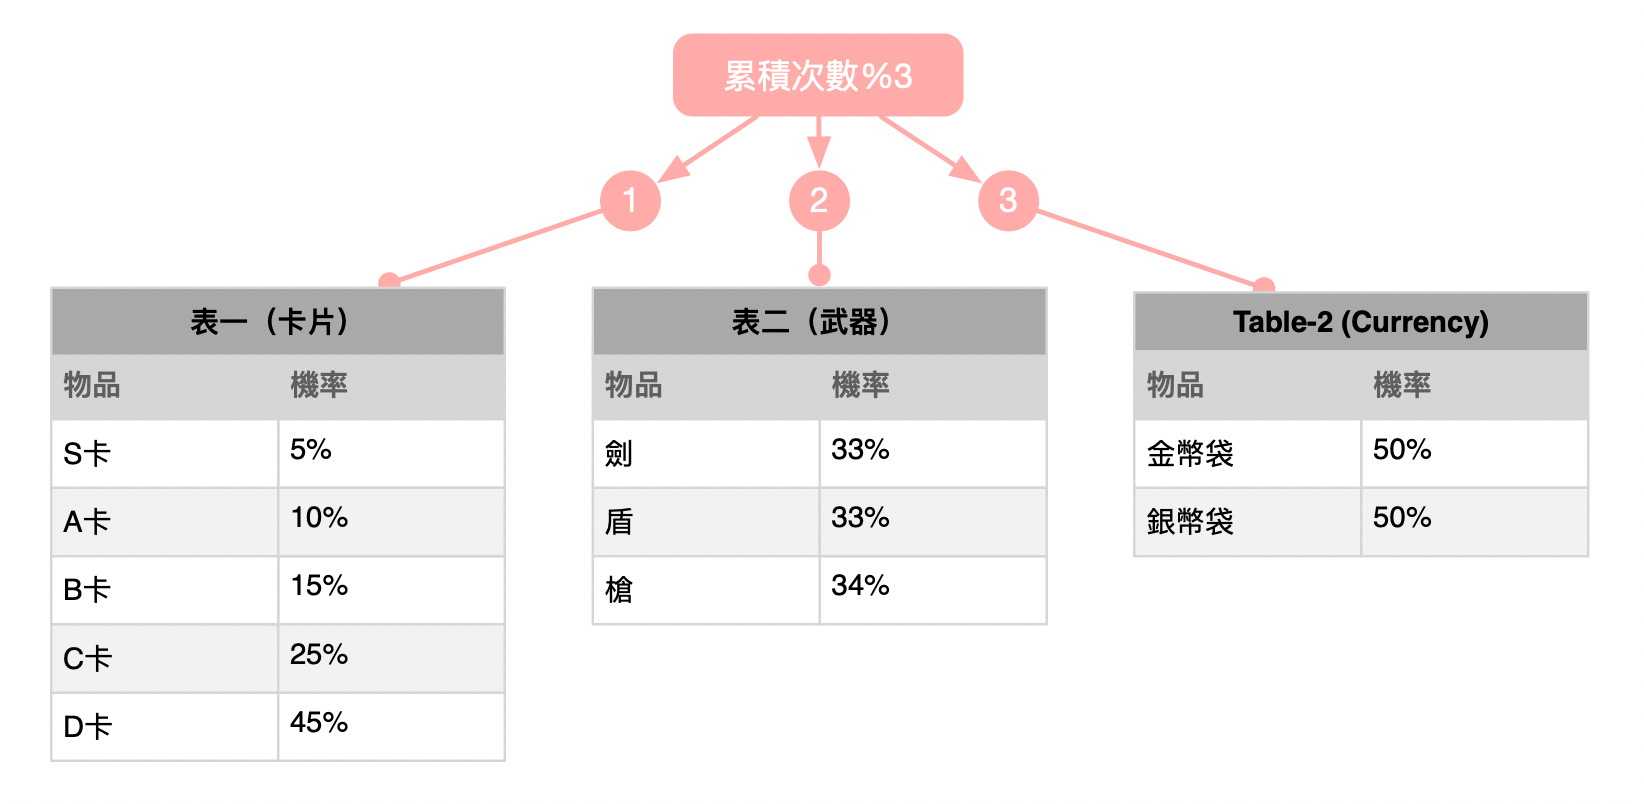 累積次數%3
1
2
3
表一（卡片）
物品 機率
S卡 5%
A卡 10%
B卡 15%
C卡 25%
D卡 45%
表二（武器）
物品 機率
劍 33%
盾 33%
槍 34%
Table-2 (Currency)
物品 機率
金幣袋 50%
銀幣袋 50%